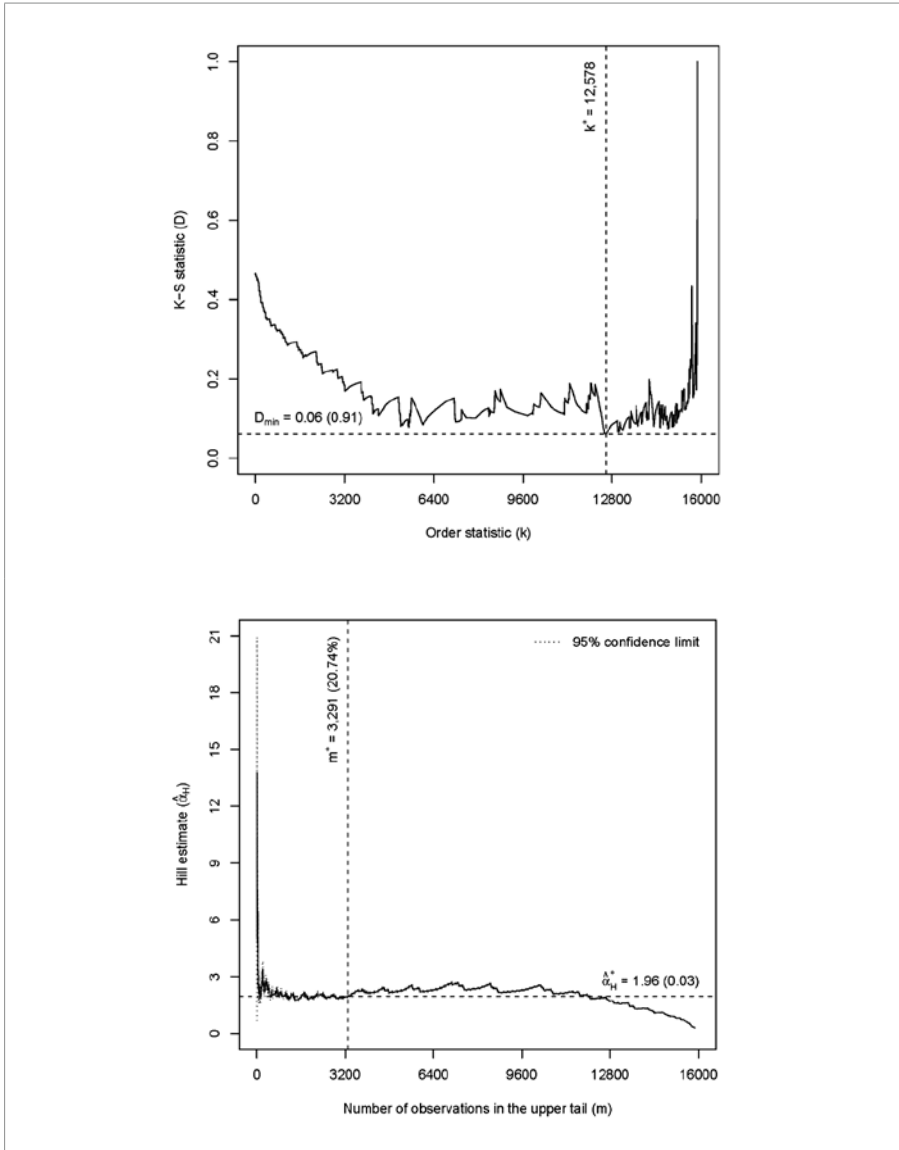 k* = 12,578
1.0
0.8
0.6
0.4
0.2
0.0
K−S statistic (D)
D_min = 0.06 (0.91)
0 3200 6400 9600 12800 16000
Order statistic (k)
95% confidence limit
m* = 3,291 (20.74%)
21
18
15
12
9
6
3
0
Hill estimate (α̂_H)
α̂*_H = 1.96 (0.03)
0 3200 6400 9600 12800 16000
Number of observations in the upper tail (m)